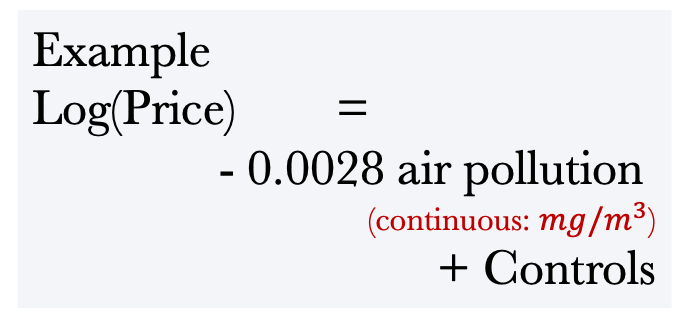 Example
Log(Price) =
- 0.0028 air pollution
(continuous: mg/m³)
+ Controls